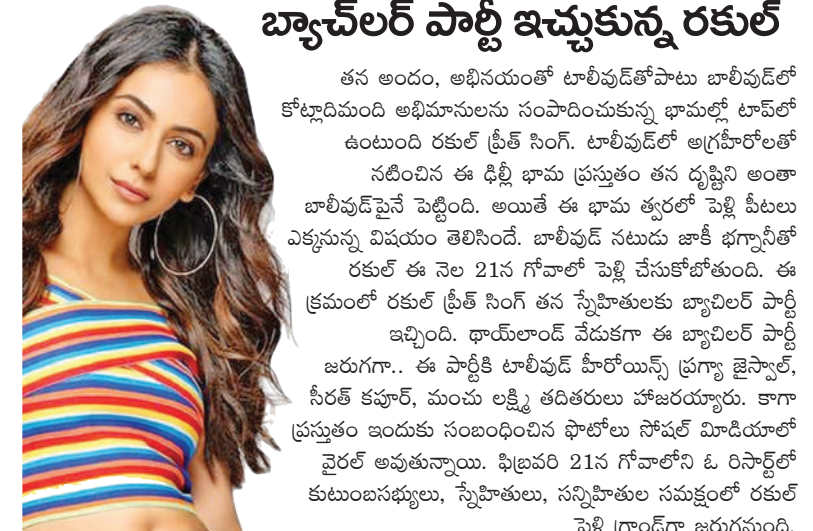 బ్యాచ్‌లర్ పార్టీ ఇచ్చుకున్న రకుల్
తన అందం, అభినయంతో టాలీవుడ్‌తోపాటు బాలీవుడ్‌లో
కోట్లాదిమంది అభిమానులను సంపాదించుకున్న భామల్లో టాప్‌లో
ఉంటుంది రకుల్ ప్రీత్ సింగ్. టాలీవుడ్‌లో అగ్రహీరోలతో
నటించిన ఈ ఢిల్లీ భామ ప్రస్తుతం తన దృష్టిని అంతా
బాలీవుడ్‌పైనే పెట్టింది. అయితే ఈ భామ త్వరలో పెళ్లి పీటలు
ఎక్కనున్న విషయం తెలిసిందే. బాలీవుడ్ నటుడు జాకీ భగ్నానీతో
రకుల్ ఈ నెల 21న గోవాలో పెళ్లి చేసుకోబోతుంది. ఈ
క్రమంలో రకుల్ ప్రీత్ సింగ్ తన స్నేహితులకు బ్యాచిలర్ పార్టీ
ఇచ్చింది. థాయ్‌లాండ్ వేడుకగా ఈ బ్యాచిలర్ పార్టీ
జరుగగా.. ఈ పార్టీకి టాలీవుడ్ హీరోయిన్స్ ప్రగ్యా జైస్వాల్,
సీరత్ కపూర్, మంచు లక్ష్మి తదితరులు హాజరయ్యారు. కాగా
ప్రస్తుతం ఇందుకు సంబంధించిన ఫొటోలు సోషల్ మీడియాలో
వైరల్ అవుతున్నాయి. ఫిబ్రవరి 21న గోవాలోని ఓ రిసార్ట్‌లో
కుటుంబసభ్యులు, స్నేహితులు, సన్నిహితుల సమక్షంలో రకుల్
పెళ్లి గ్రాండ్‌గా జరుగనుంది.